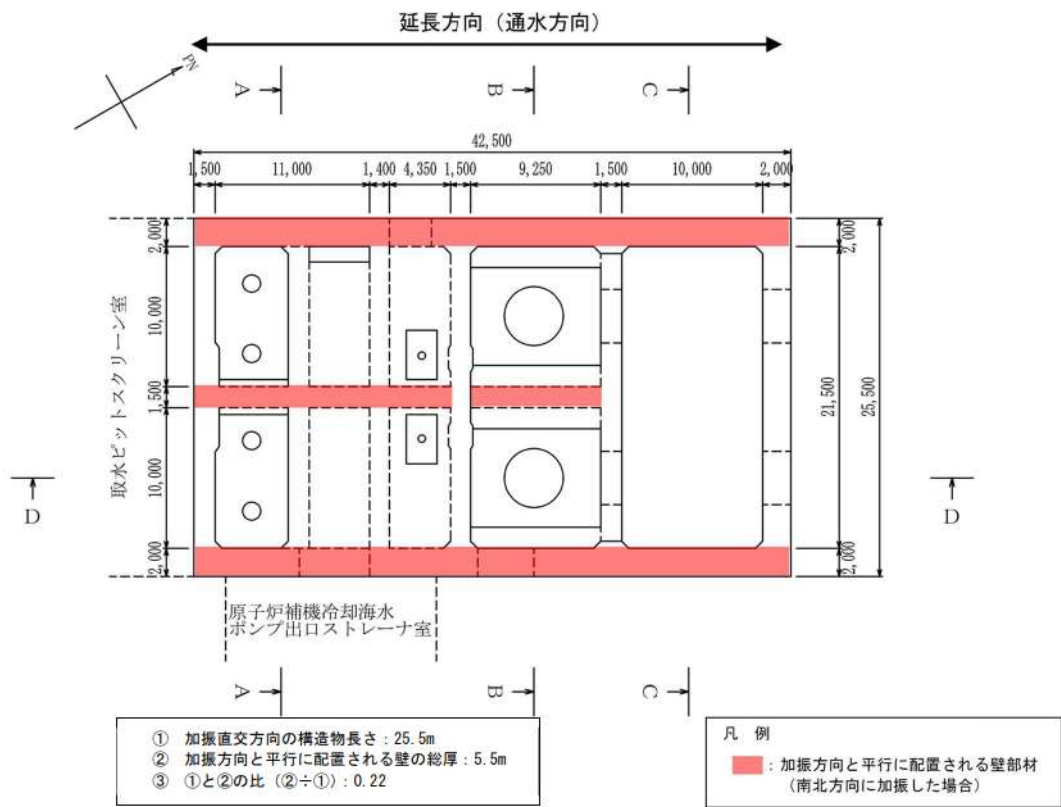 延長方向（通水方向）
PN
A
B
C
42,500
1,500 11,000 1,400 4,350 1,500 9,250 1,500 10,000 2,000
2,000
10,000
1,500
10,000
2,000
取水ピットスクリーン室
2,000
21,500
2,000
25,500
D
D
原子炉補機冷却海水
ポンプ出口ストレーナ室
A
B
C
① 加振直交方向の構造物長さ：25.5m
② 加振方向と平行に配置される壁の総厚：5.5m
③ ①と②の比（②÷①）：0.22
凡 例
：加振方向と平行に配置される壁部材
（南北方向に加振した場合）